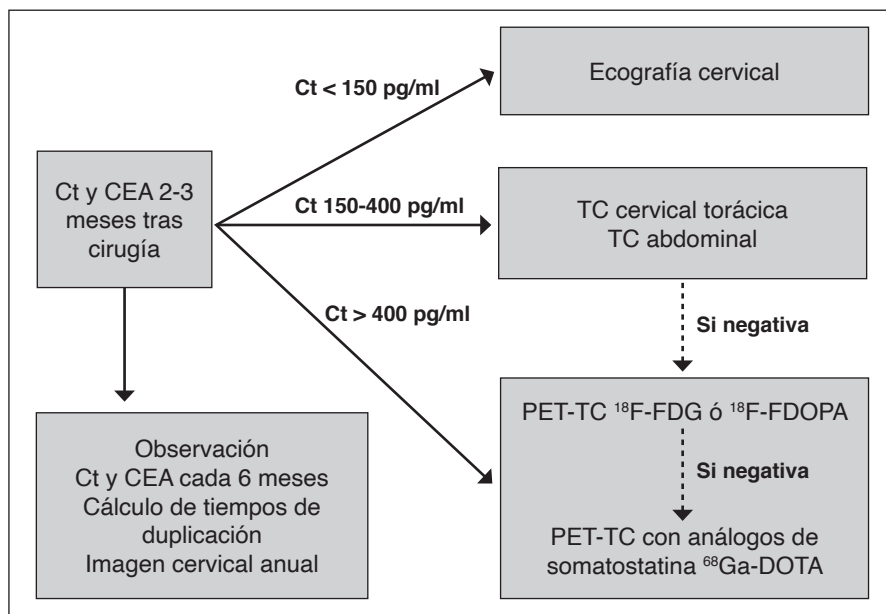 Ecografía cervical
Ct < 150 pg/ml
Ct y CEA 2-3
meses tras
cirugía
Ct 150-400 pg/ml
TC cervical torácica
TC abdominal
Ct > 400 pg/ml
Si negativa
PET-TC ¹⁸F-FDG ó ¹⁸F-FDOPA
Si negativa
PET-TC con análogos de
somatostatina ⁶⁸Ga-DOTA
Observación
Ct y CEA cada 6 meses
Cálculo de tiempos de
duplicación
Imagen cervical anual